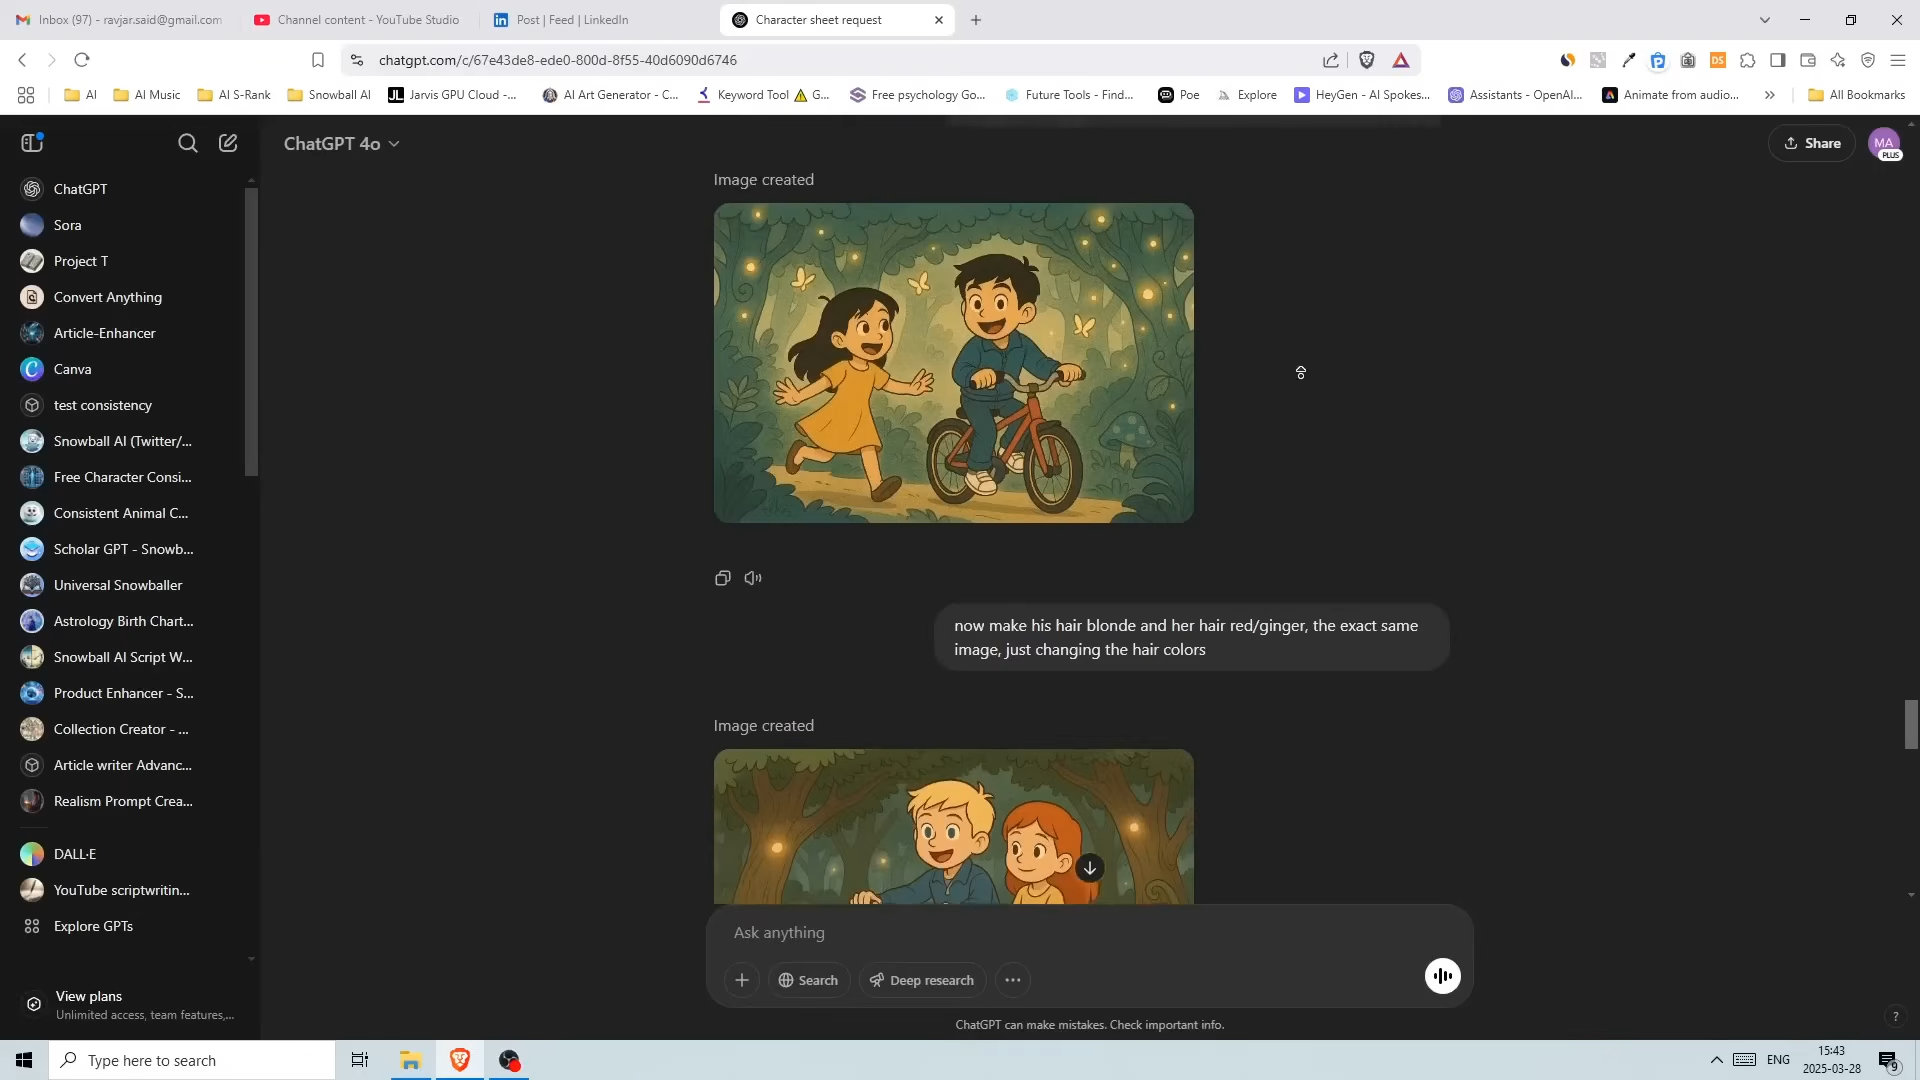 Inbox (97) - ravjar.said@gmail.com
Channel content - YouTube Studio
Post | Feed | LinkedIn
Character sheet request
chatgpt.com/c/67e43de8-ede0-800d-8f55-40d6090d6746
DS
AI
AI Music
AI S-Rank
Snowball AI
JL
Jarvis GPU Cloud -...
AI Art Generator - C...
Keyword Tool ⚠ G...
Free psychology Go...
Future Tools - Find...
Poe
Explore
HeyGen - AI Spokes...
Assistants - OpenAI...
Animate from audio...
All Bookmarks
ChatGPT 4o
Share
MA
PLUS
ChatGPT
Sora
Project T
Convert Anything
Article-Enhancer
Canva
test consistency
Snowball AI (Twitter/...
Free Character Consi...
Consistent Animal C...
Scholar GPT - Snowb...
Universal Snowballer
Astrology Birth Chart...
Snowball AI Script W...
Product Enhancer - S...
Collection Creator - ...
Article writer Advanc...
Realism Prompt Crea...
DALL·E
YouTube scriptwritin...
Explore GPTs
View plans
Unlimited access, team features,...
Image created
now make his hair blonde and her hair red/ginger, the exact same
image, just changing the hair colors
Image created
Ask anything
Search
Deep research
ChatGPT can make mistakes. Check important info.
?
Type here to search
ENG
15:43
2025-03-28
9